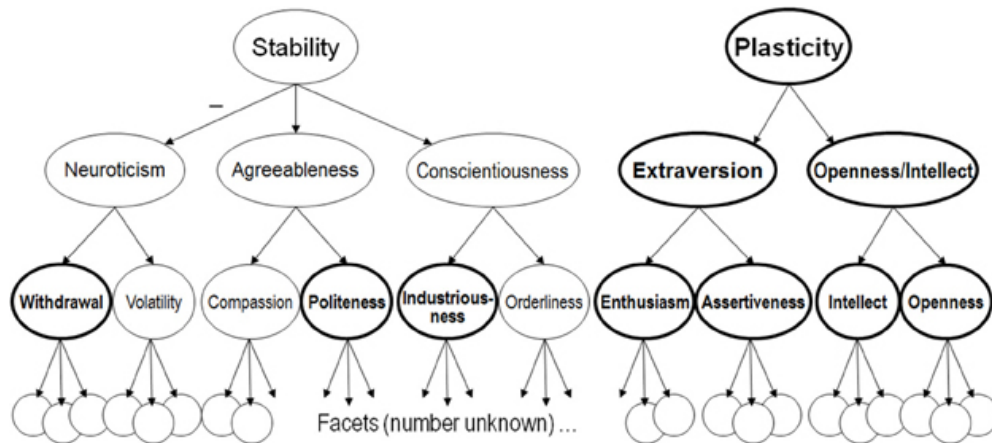 Stability
Plasticity
–
Neuroticism
Agreeableness
Conscientiousness
Extraversion
Openness/Intellect
Withdrawal
Volatility
Compassion
Politeness
Industrious-
ness
Orderliness
Enthusiasm
Assertiveness
Intellect
Openness
Facets (number unknown) ...